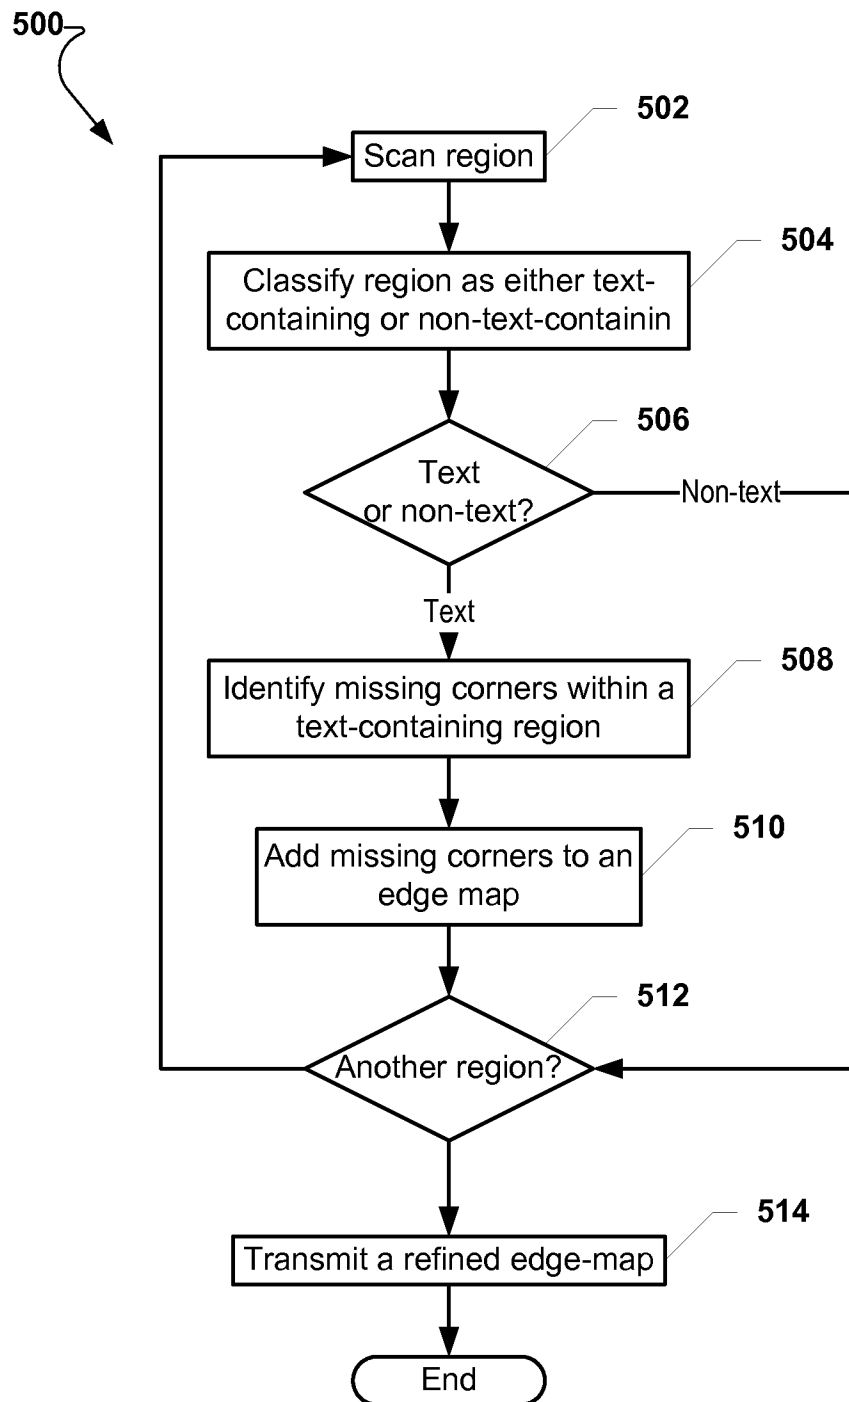 500
502
Scan region
504
Classify region as either text-
containing or non-text-containin
506
Text
or non-text?
Non-text
Text
508
Identify missing corners within a
text-containing region
510
Add missing corners to an
edge map
512
Another region?
514
Transmit a refined edge-map
End